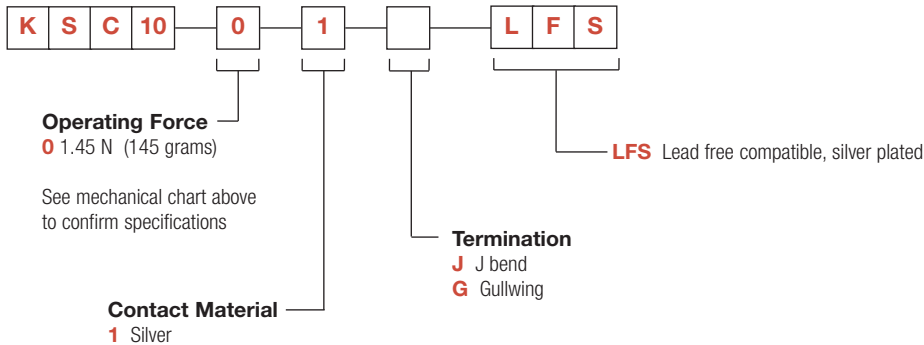 K S C 10 0 1 L F S
Operating Force
0 1.45 N (145 grams)
See mechanical chart above
to confirm specifications
LFS Lead free compatible, silver plated
Termination
J J bend
G Gullwing
Contact Material
1 Silver